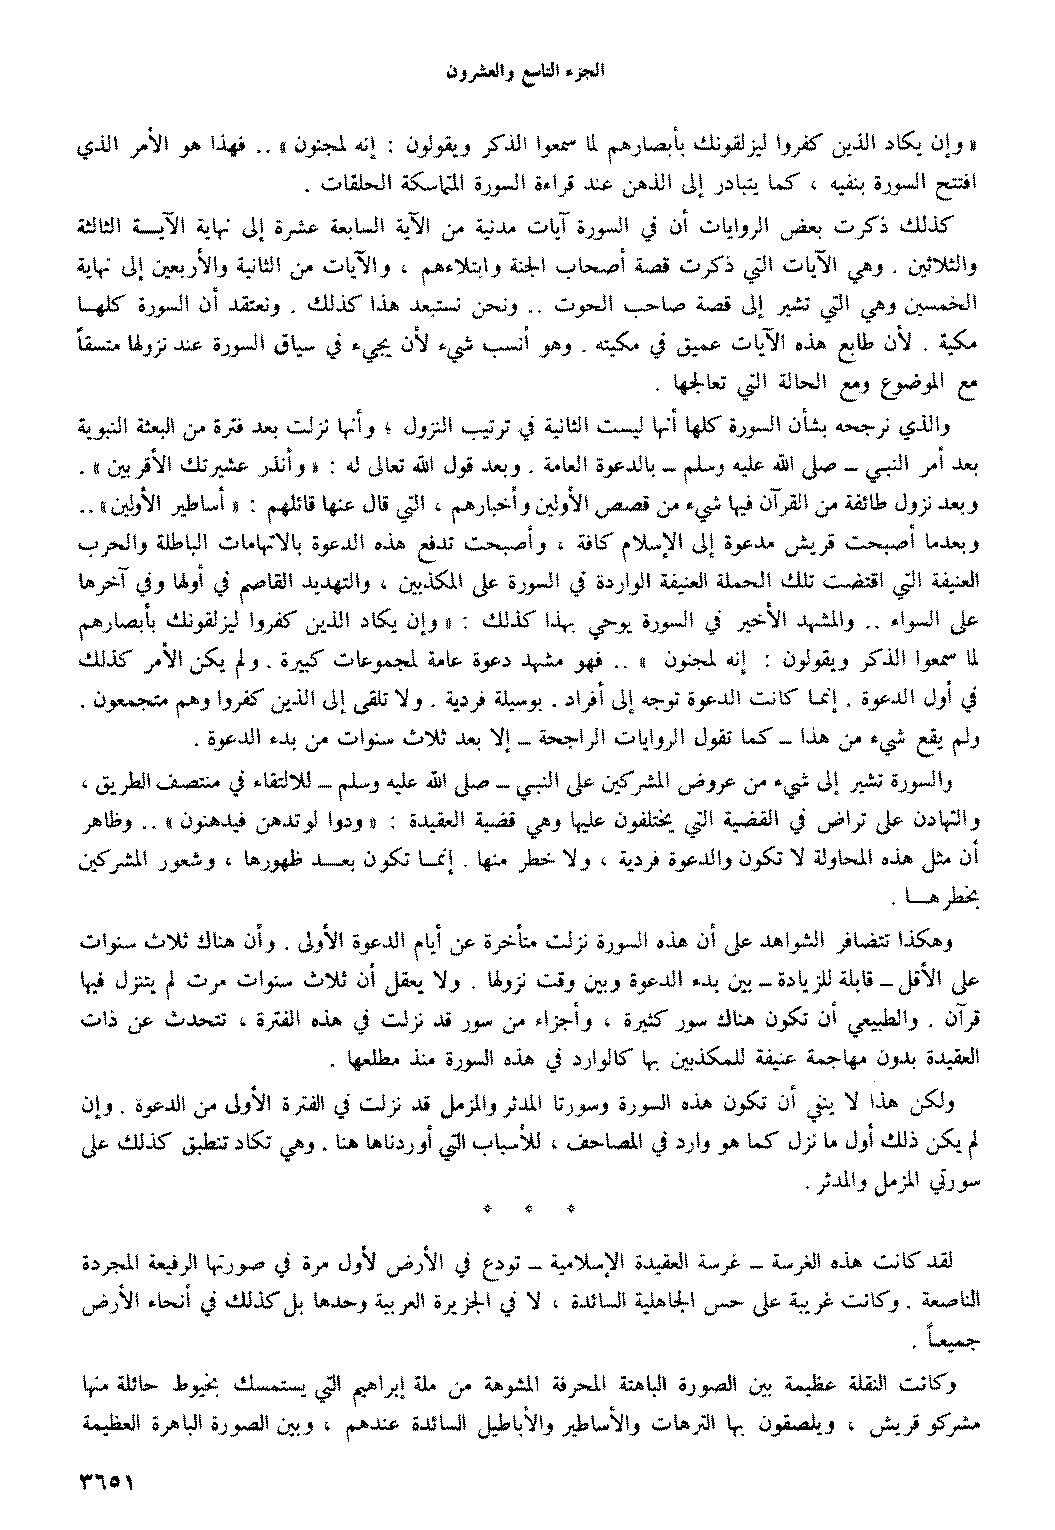 الجزء التاسع والعشرون
« وإن يكاد الذين كفروا ليزلقونك بأبصارهم لما سمعوا الذكر ويقولون : إنه لمجنون » .. فهذا هو الأمر الذي
افتتح السورة بنفيه ، كما يتبادر إلى الذهن عند قراءة السورة المتماسكة الحلقات .
كذلك ذكرت بعض الروايات أن في السورة آيات مدنية من الآية السابعة عشرة إلى نهاية الآيـــة الثالثة
والثلاثين . وهي الآيات التي ذكرت قصة أصحاب الجنة وابتلاءهم ، والآيات من الثانية والأربعين إلى نهاية
الخمسين وهي التي تشير إلى قصة صاحب الحوت .. ونحن نستبعد هذا كذلك . ونعتقد أن السورة كلهـــا
مكية . لأن طابع هذه الآيات عميق في مكيته . وهو أنسب شيء لأن يجيء في سياق السورة عند نزولها متسقاً
مع الموضوع ومع الحالة التي تعالجها .
والذي نرجحه بشأن السورة كلها أنها ليست الثانية في ترتيب النزول ؛ وأنها نزلت بعد فترة من البعثة النبوية
بعد أمر النبـي – صلى الله عليه وسلم – بالدعوة العامة . وبعد قول الله تعالى له : « وأنذر عشيرتك الأقربين » .
وبعد نزول طائفة من القرآن فيها شيء من قصص الأولين وأخبارهم ، التي قال عنها قائلهم : « أساطير الأولين» ..
وبعدما أصبحت قريش مدعوة إلى الإسلام كافة ، وأصبحت تدفع هذه الدعوة بالاتهامات الباطلة والحرب
العنيفة التي اقتضت تلك الحملة العنيفة الواردة في السورة على المكذبين ، والتهديد القاصم في أولها وفي آخرها
على السواء .. والمشهد الأخير في السورة يوحي بهذا كذلك : « وإن يكاد الذين كفروا ليزلقونك بأبصارهم
لما سمعوا الذكر ويقولون : إنه لمجنون » .. فهو مشهد دعوة عامة لمجموعات كبيرة . ولم يكن الأمر كذلك
في أول الدعوة . إنما كانت الدعوة توجه إلى أفراد . بوسيلة فردية . ولا تلقى إلى الذين كفروا وهم متجمعون .
ولم يقع شيء من هذا – كما تقول الروايات الراجحة – إلا بعد ثلاث سنوات من بدء الدعوة .
والسورة تشير إلى شيء من عروض المشركين على النبـي – صلى الله عليه وسلم – للالتقاء في منتصف الطريق ،
والتهادن على تراض في القضية التي يختلفون عليها وهي قضية العقيدة : « ودوا لو تدهن فيدهنون » .. وظاهر
أن مثل هذه المحاولة لا تكون والدعوة فردية ، ولا خطر منها . إنمـا تكون بعـــد ظهورها ، وشعور المشركين
بخطرهـــا .
وهكذا تتضافر الشواهد على أن هذه السورة نزلت متأخرة عن أيام الدعوة الأولى . وأن هناك ثلاث سنوات
على الأقل – قابلة للزيادة – بين بدء الدعوة وبين وقت نزولها . ولا يعقل أن ثلاث سنوات مرت لم يتنزل فيها
قرآن . والطبيعي أن تكون هناك سور كثيرة ، وأجزاء من سور قد نزلت في هذه الفترة ، تتحدث عن ذات
العقيدة بدون مهاجمة عنيفة للمكذبين بها كالوارد في هذه السورة منذ مطلعها .
ولكن هذا لا ينفي أن تكون هذه السورة وسورتا المدثر والمزمل قد نزلت في الفترة الأولى من الدعوة . وإن
لم يكن ذلك أول ما نزل كما هو وارد في المصاحف ، للأسباب التي أوردناها هنا . وهي تكاد تنطبق كذلك على
سورتي المزمل والمدثر .
* * *
لقد كانت هذه الغرسة – غرسة العقيدة الإسلامية – تودع في الأرض لأول مرة في صورتها الرفيعة المجردة
الناصعة . وكانت غريبة على حس الجاهلية السائدة ، لا في الجزيرة العربية وحدها بل كذلك في أنحاء الأرض
جميعـاً .
وكانت النقلة عظيمة بين الصورة الباهتة المحرفة المشوهة من ملة إبراهيم التي يستمسك بخيوط حائلة منها
مشركو قريش ، ويلصقون بها الترهات والأساطير والأباطيل السائدة عندهم ، وبين الصورة الباهرة العظيمة
٣٦٥١